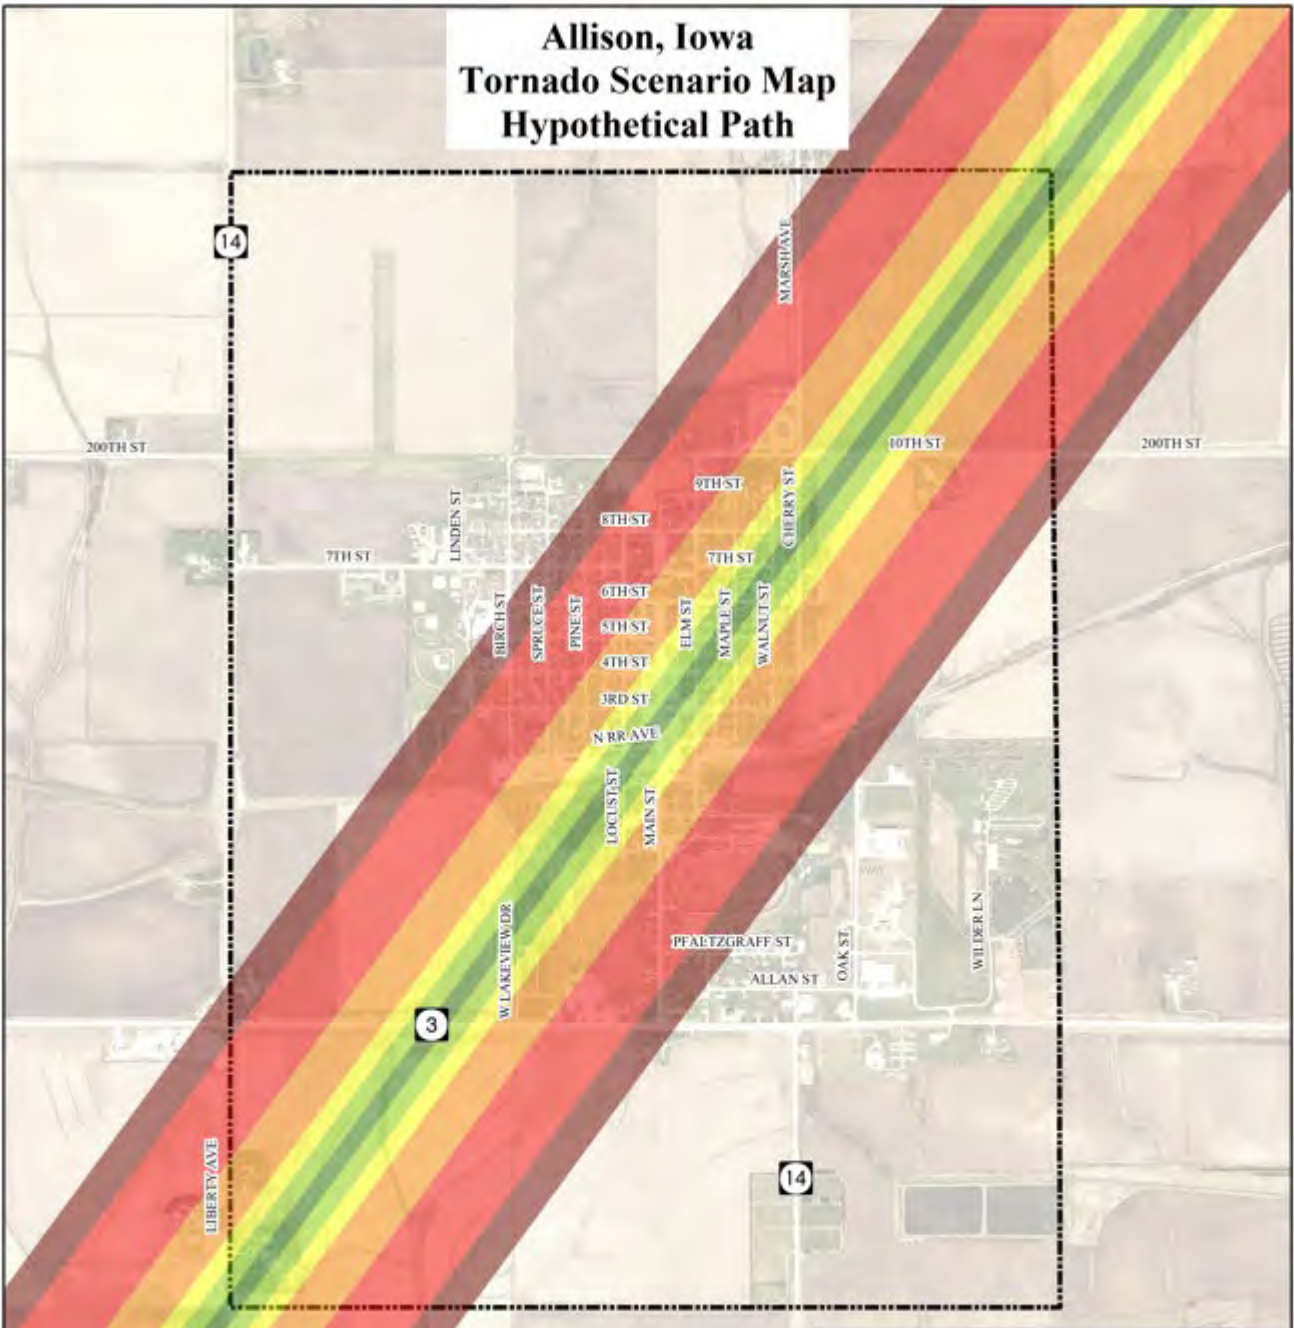 Allison, Iowa
Tornado Scenario Map
Hypothetical Path
14
MARSH AVE
200TH ST
10TH ST
200TH ST
9TH ST
LINDEN ST
CHERRY ST
8TH ST
7TH ST
7TH ST
6TH ST
BIRCH ST
SPRUCE ST
PINE ST
5TH ST
ELM ST
MAPLE ST
WALNUT ST
4TH ST
3RD ST
N RR AVE
LOCUST ST
MAIN ST
WAY
W LAKEVIEW DR
PFALTZGRAFF ST
OAK ST
WILDER LN
ALLAN ST
3
LIBERTY AVE
14